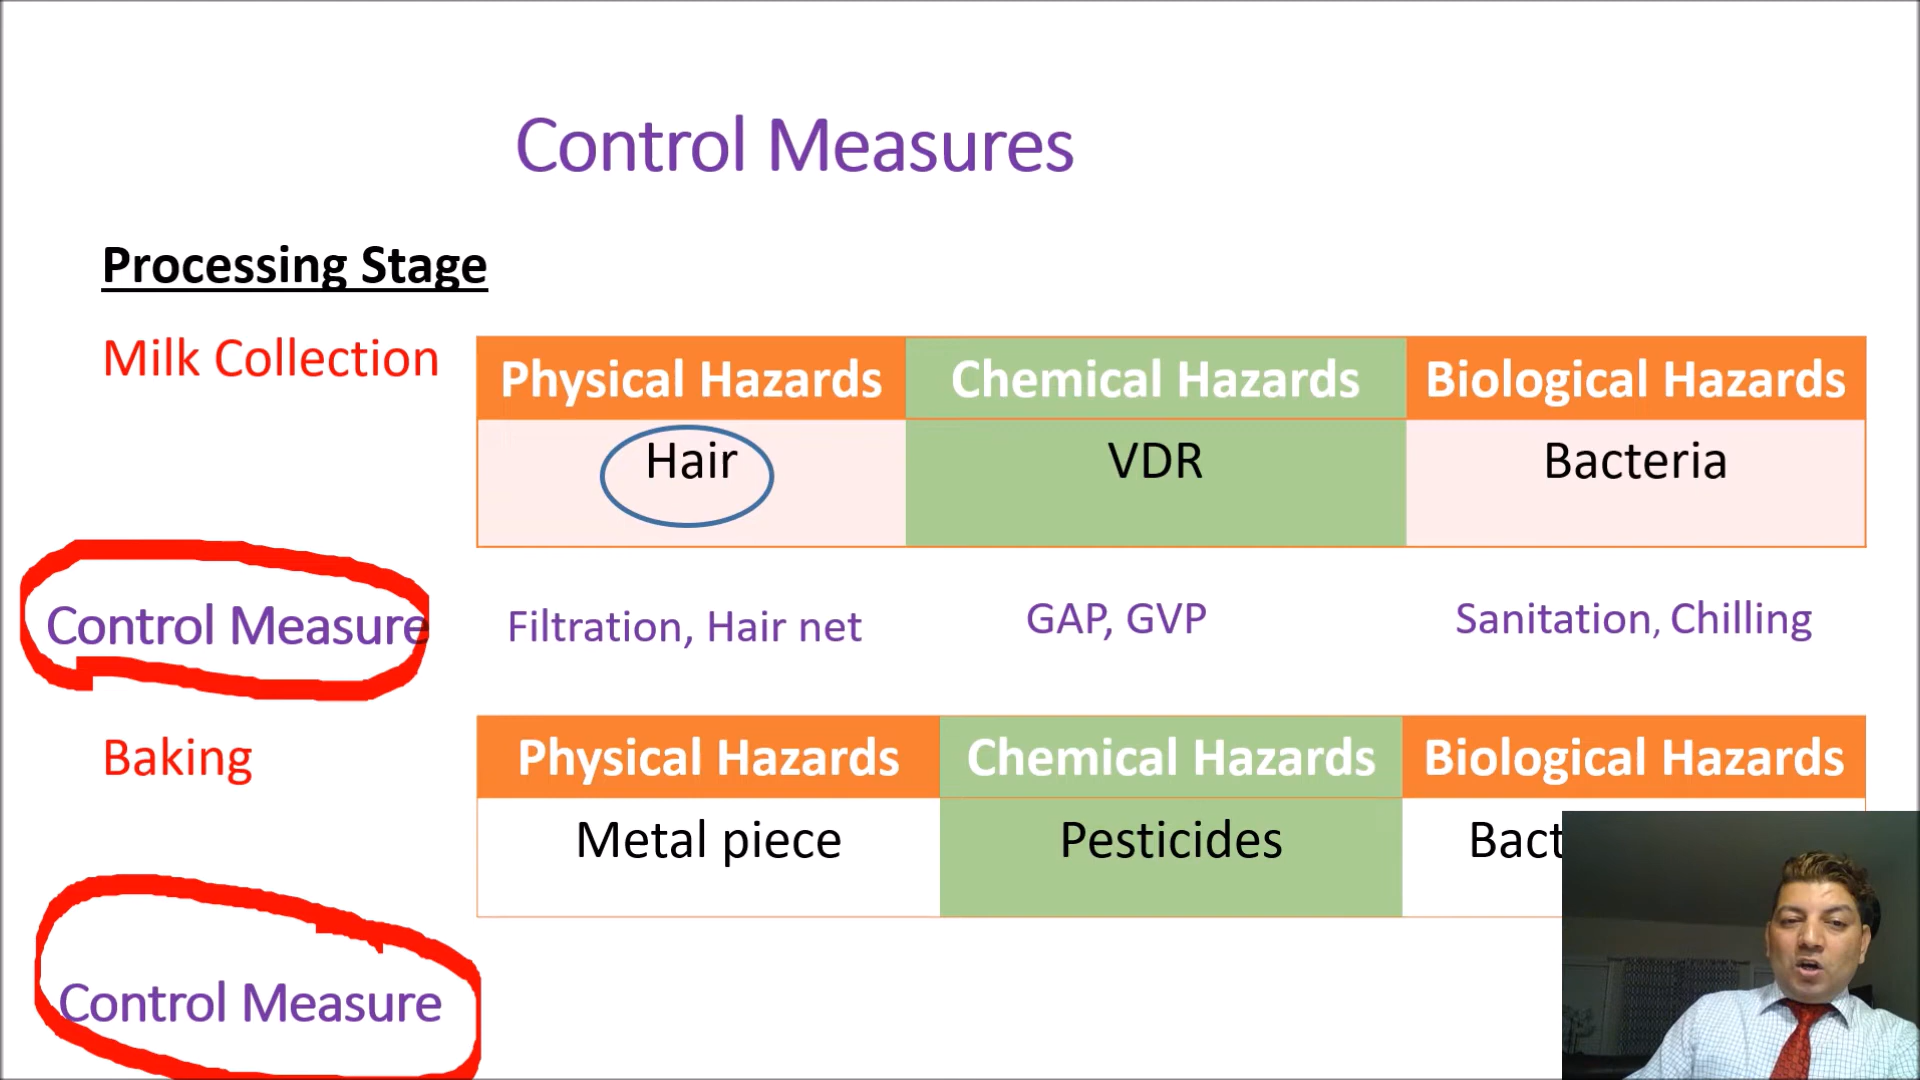 Control Measures
Processing Stage
Milk Collection
Physical Hazards Chemical Hazards Biological Hazards
Hair VDR Bacteria
Control Measure Filtration, Hair net GAP, GVP Sanitation, Chilling
Baking Physical Hazards Chemical Hazards Biological Hazards
Metal piece Pesticides Bact
Control Measure